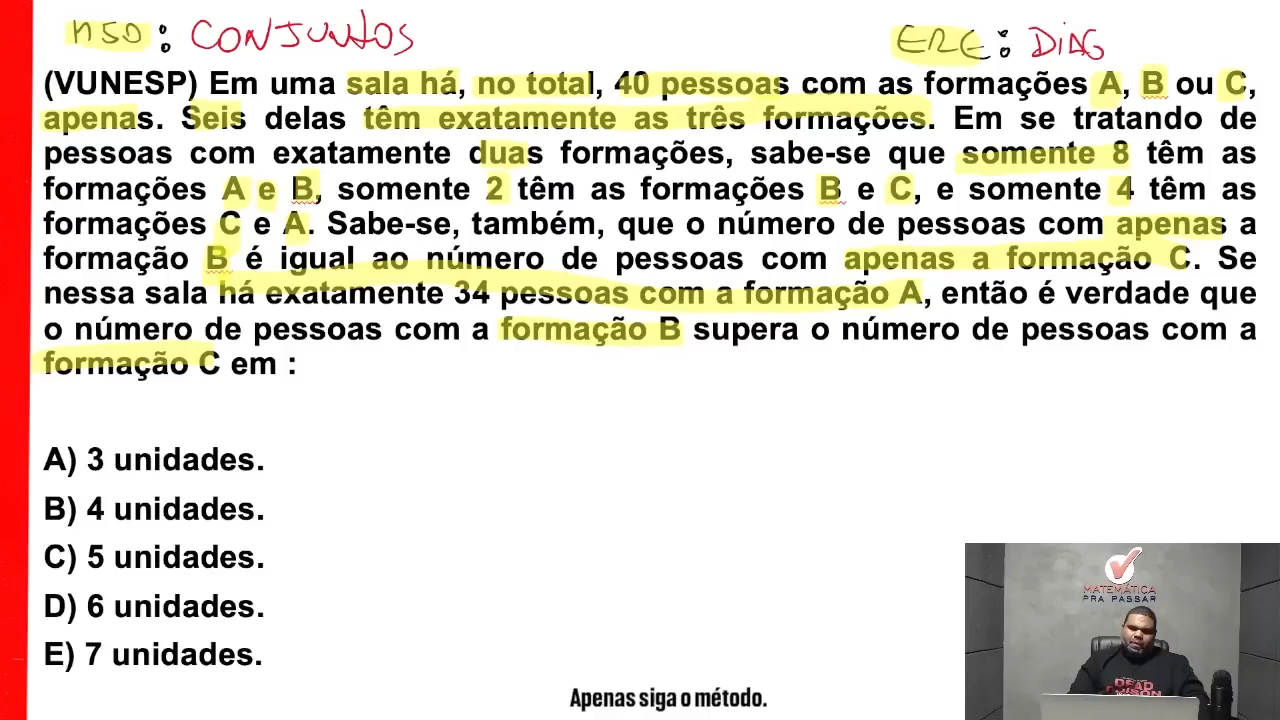 MSD: CONJUNTOS
ERE: DIAG
(VUNESP) Em uma sala há, no total, 40 pessoas com as formações A, B ou C,
apenas. Seis delas têm exatamente as três formações. Em se tratando de
pessoas com exatamente duas formações, sabe-se que somente 8 têm as
formações A e B, somente 2 têm as formações B e C, e somente 4 têm as
formações C e A. Sabe-se, também, que o número de pessoas com apenas a
formação B é igual ao número de pessoas com apenas a formação C. Se
nessa sala há exatamente 34 pessoas com a formação A, então é verdade que
o número de pessoas com a formação B supera o número de pessoas com a
formação C em :
A) 3 unidades.
B) 4 unidades.
C) 5 unidades.
D) 6 unidades.
E) 7 unidades.
MATEMÁTICA
PRA PASSAR
DEAD
POISON
Apenas siga o método.